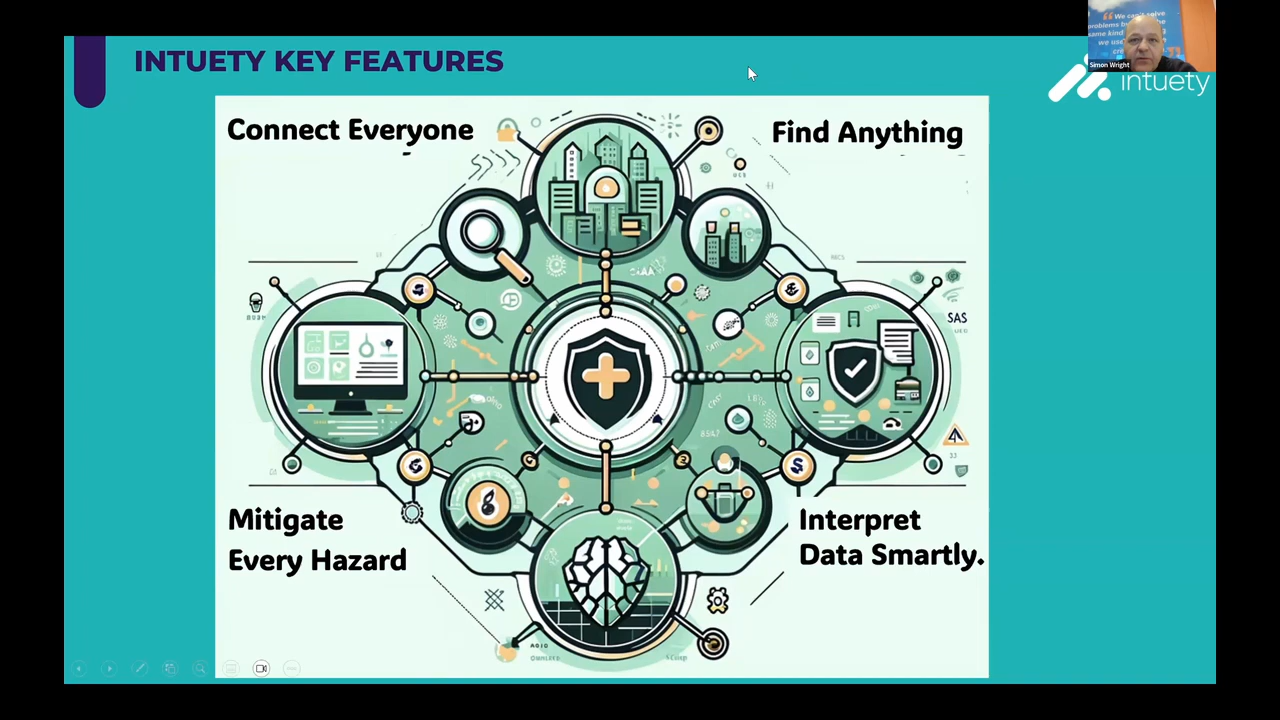 INTUETY KEY FEATURES
Simon Wright
intuety
Connect Everyone
Find Anything
SAS
Mitigate
Every Hazard
Interpret
Data Smartly.